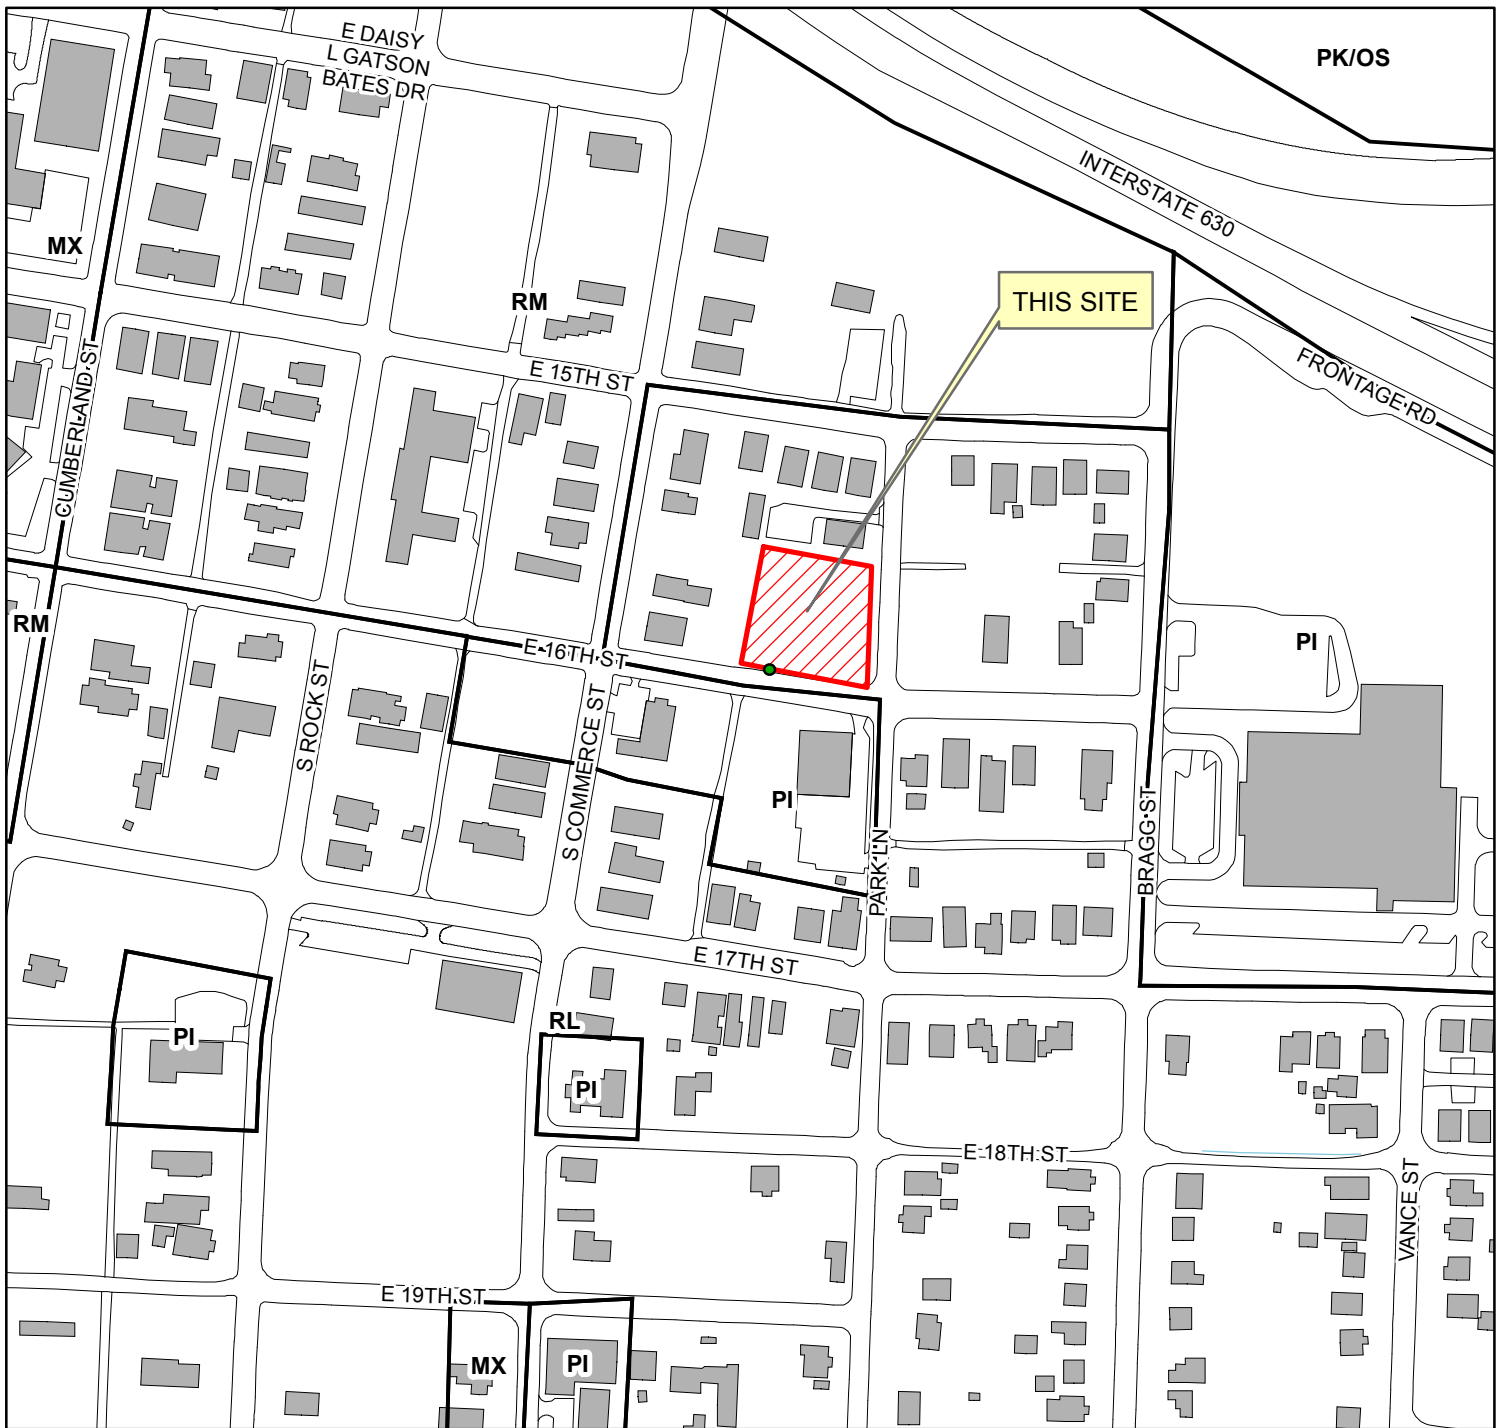 E DAISY
L GATSON
BATES DR
PK/OS
INTERSTATE 630
MX
RM
THIS SITE
FRONTAGE RD
E 15TH ST
CUMBERLAND ST
RM
E 16TH ST
PI
S ROCK ST
S COMMERCE ST
PI
BRAGG ST
PARK LN
E 17TH ST
RL
PI
PI
E 18TH ST
VANCE ST
E 19TH ST
MX
PI